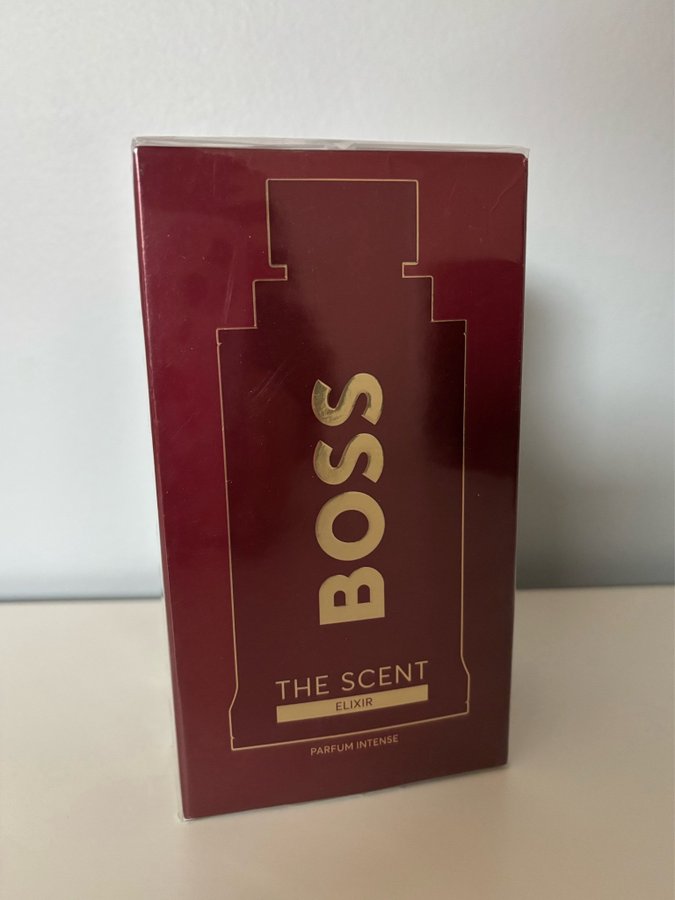 BOSS
THE SCENT
ELIXIR
PARFUM INTENSE